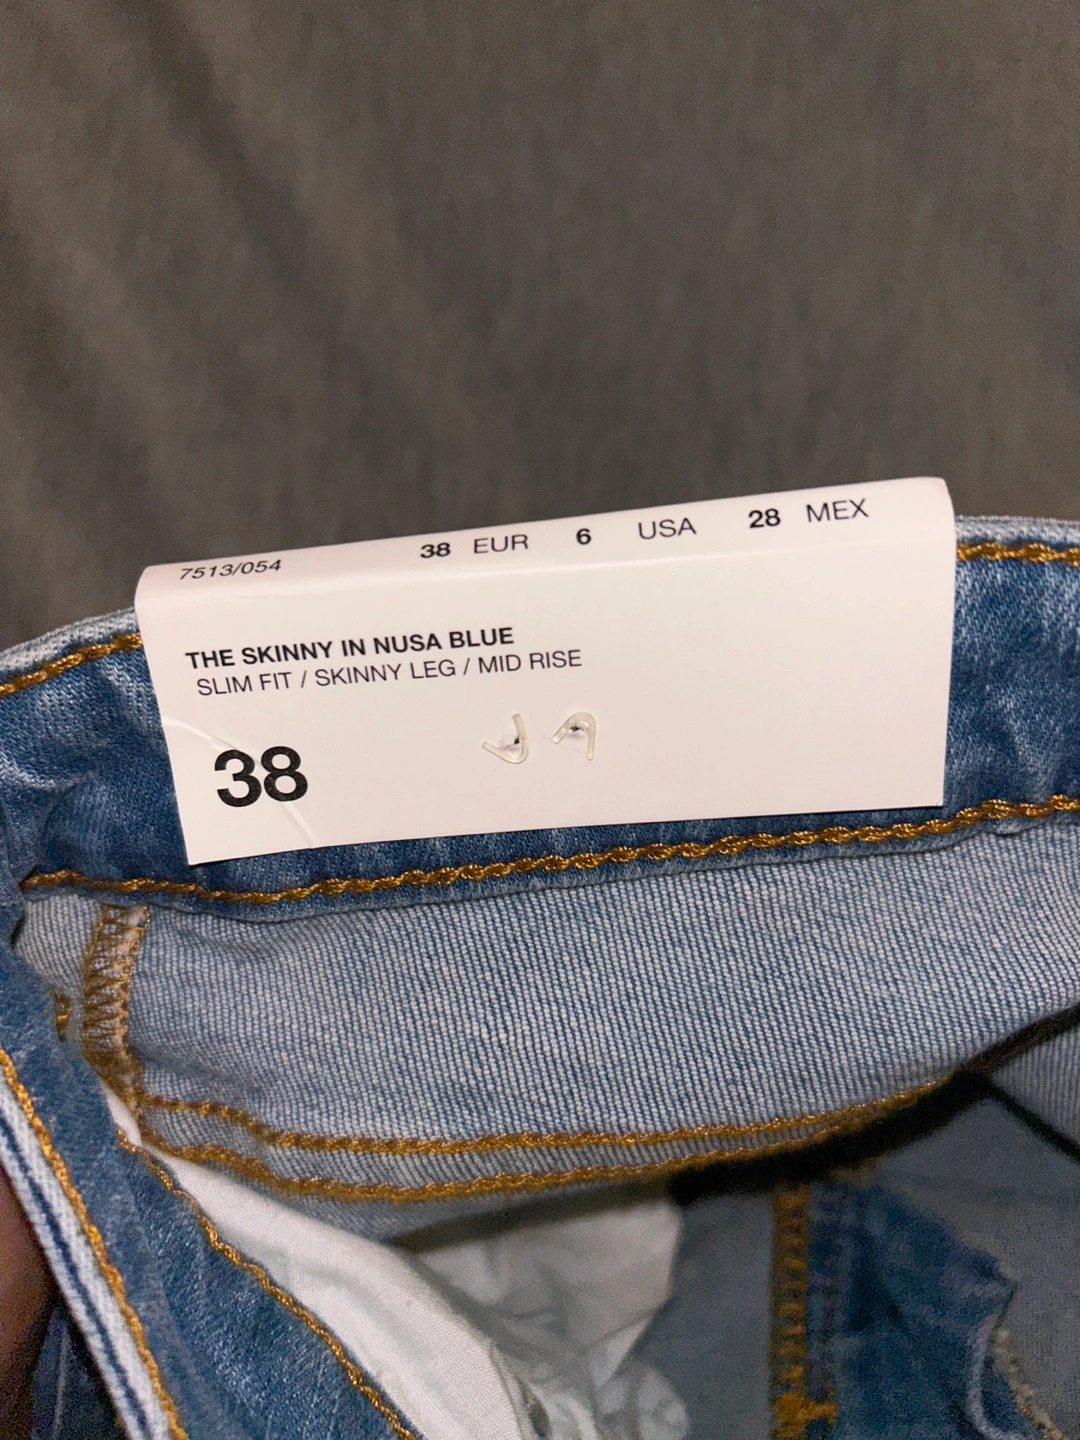 7513/054 38 EUR 6 USA 28 MEX
THE SKINNY IN NUSA BLUE
SLIM FIT / SKINNY LEG / MID RISE
38